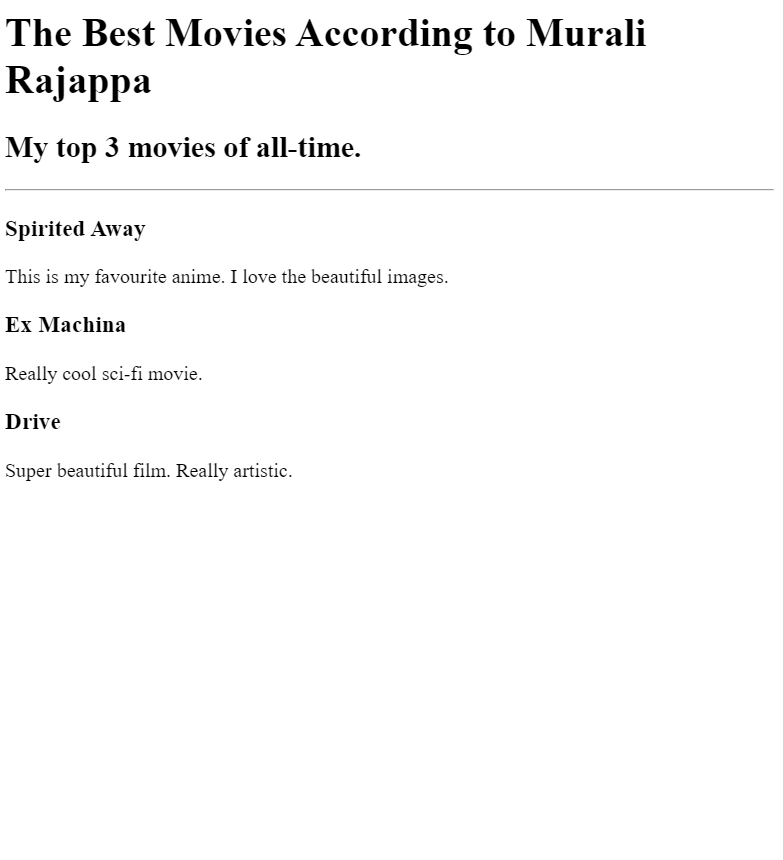 The Best Movies According to Murali
Rajappa
My top 3 movies of all-time.
Spirited Away
This is my favourite anime. I love the beautiful images.
Ex Machina
Really cool sci-fi movie.
Drive
Super beautiful film. Really artistic.